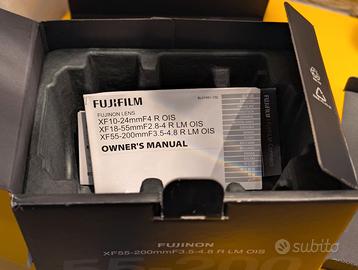 FUJIFILM
FUJINON LENS
XF10-24mmF4 R OIS
XF18-55mmF2.8-4 R LM OIS
XF55-200mmF3.5-4.8 R LM OIS
OWNER'S MANUAL
FUJINON
XF55-200mmF3.5-4.8 R LM OIS
subito